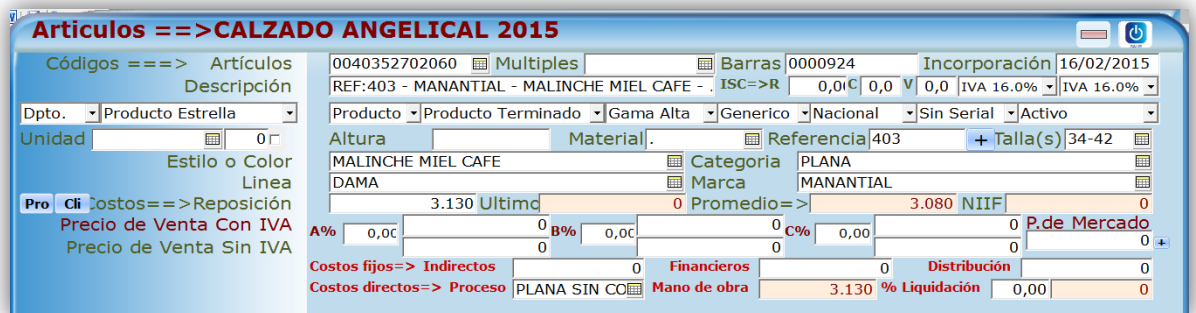 Articulos ==>CALZADO ANGELICAL 2015
Códigos ===> Artículos 0040352702060 Multiples Barras 0000924 Incorporación 16/02/2015
Descripción REF:403 - MANANTIAL - MALINCHE MIEL CAFE - . ISC=>R 0,00 C 0,0 V 0,0 IVA 16.0% IVA 16.0%
Dpto. Producto Estrella Producto Producto Terminado Gama Alta Generico Nacional Sin Serial Activo
Unidad 0 Altura Material . Referencia 403 + Talla(s) 34-42
Estilo o Color MALINCHE MIEL CAFE Categoria PLANA
Linea DAMA Marca MANANTIAL
Pro Cli Costos==>Reposición 3.130 Ultimo 0 Promedio=> 3.080 NIIF 0
Precio de Venta Con IVA A% 0,00 0 B% 0,00 0 C% 0,00 0 P.de Mercado
Precio de Venta Sin IVA 0 0 0 0 +
Costos fijos=> Indirectos 0 Financieros 0 Distribución 0
Costos directos=> Proceso PLANA SIN CO Mano de obra 3.130 % Liquidación 0,00 0